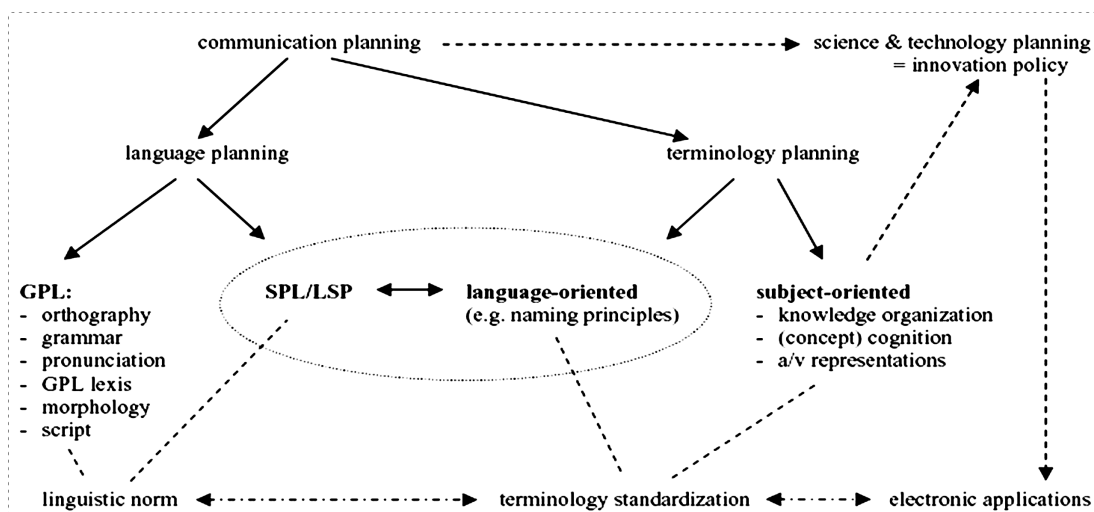 communication planning
science & technology planning
= innovation policy
language planning
terminology planning
GPL:
- orthography
- grammar
- pronunciation
- GPL lexis
- morphology
- script
SPL/LSP
language-oriented
(e.g. naming principles)
subject-oriented
- knowledge organization
- (concept) cognition
- a/v representations
linguistic norm
terminology standardization
electronic applications